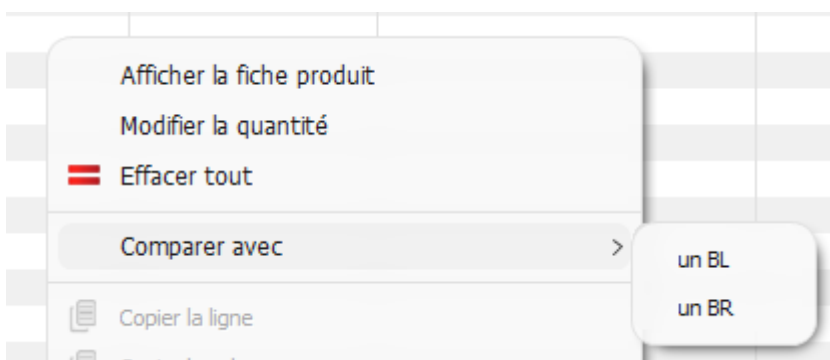 Afficher la fiche produit
Modifier la quantité
Effacer tout
Comparer avec
un BL
un BR
Copier la ligne